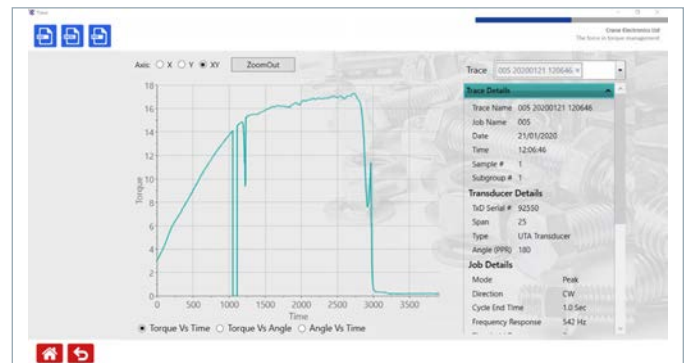 Trace
Crane Electronics Ltd
The force in torque management
Axis: X Y XY ZoomOut
Trace 005 20200121 120646
Trace Details
Trace Name 005 20200121 120646
Job Name 005
Date 21/01/2020
Time 12:06:46
Sample # 1
Subgroup # 1
Transducer Details
TxD Serial # 92550
Span 25
Type UTA Transducer
Angle (PPR) 180
Job Details
Mode Peak
Direction CW
Cycle End Time 1.0 Sec
Frequency Response 542 Hz
Torque
18
16
14
12
10
8
6
4
2
0
0 500 1000 1500 2000 2500 3000 3500
Time
Torque Vs Time Torque Vs Angle Angle Vs Time